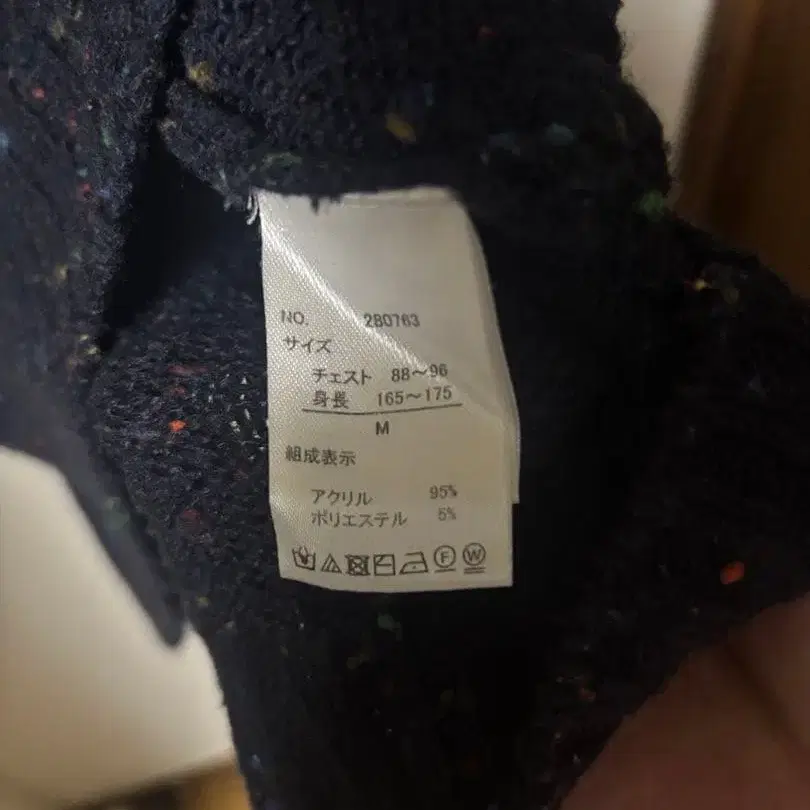 NO. 280763
サイズ
チェスト 88～96
身長 165～175
M
組成表示
アクリル 95%
ポリエステル 5%
F W